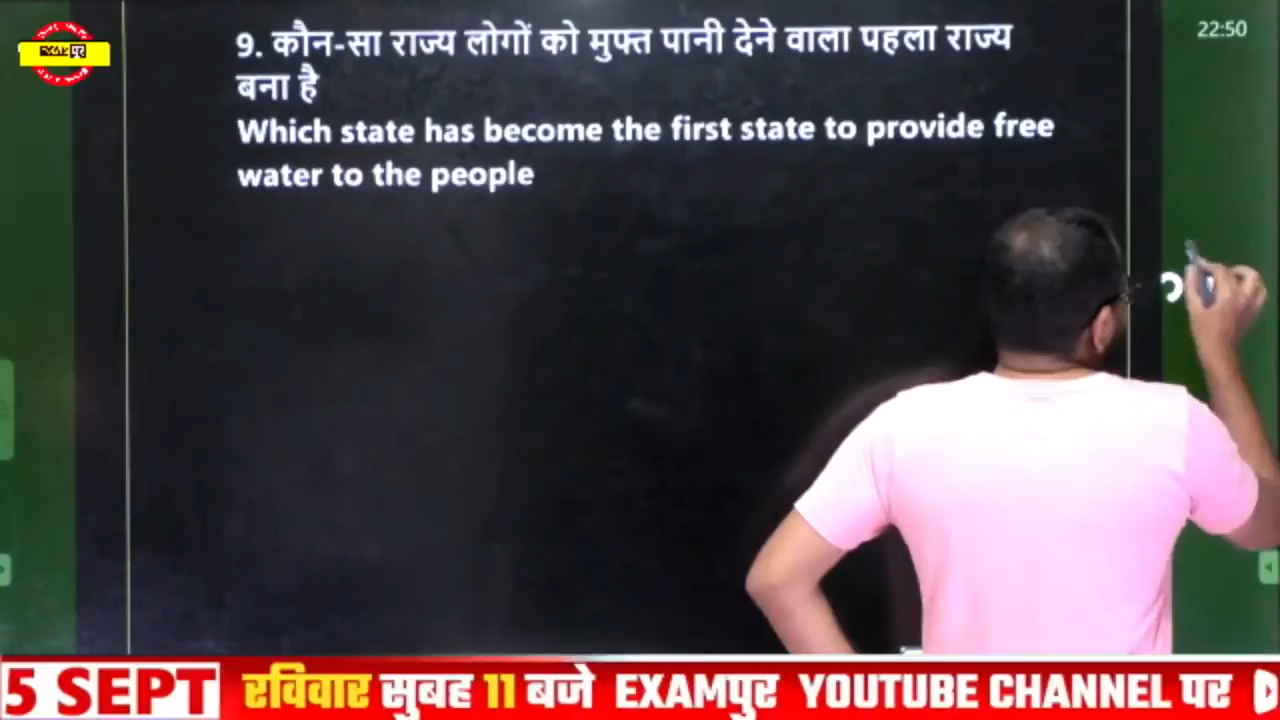 EXAMपुर
22:50
9. कौन-सा राज्य लोगों को मुफ्त पानी देने वाला पहला राज्य
बना है
Which state has become the first state to provide free
water to the people
5 SEPT रविवार सुबह 11 बजे EXAMपुर YOUTUBE CHANNEL पर